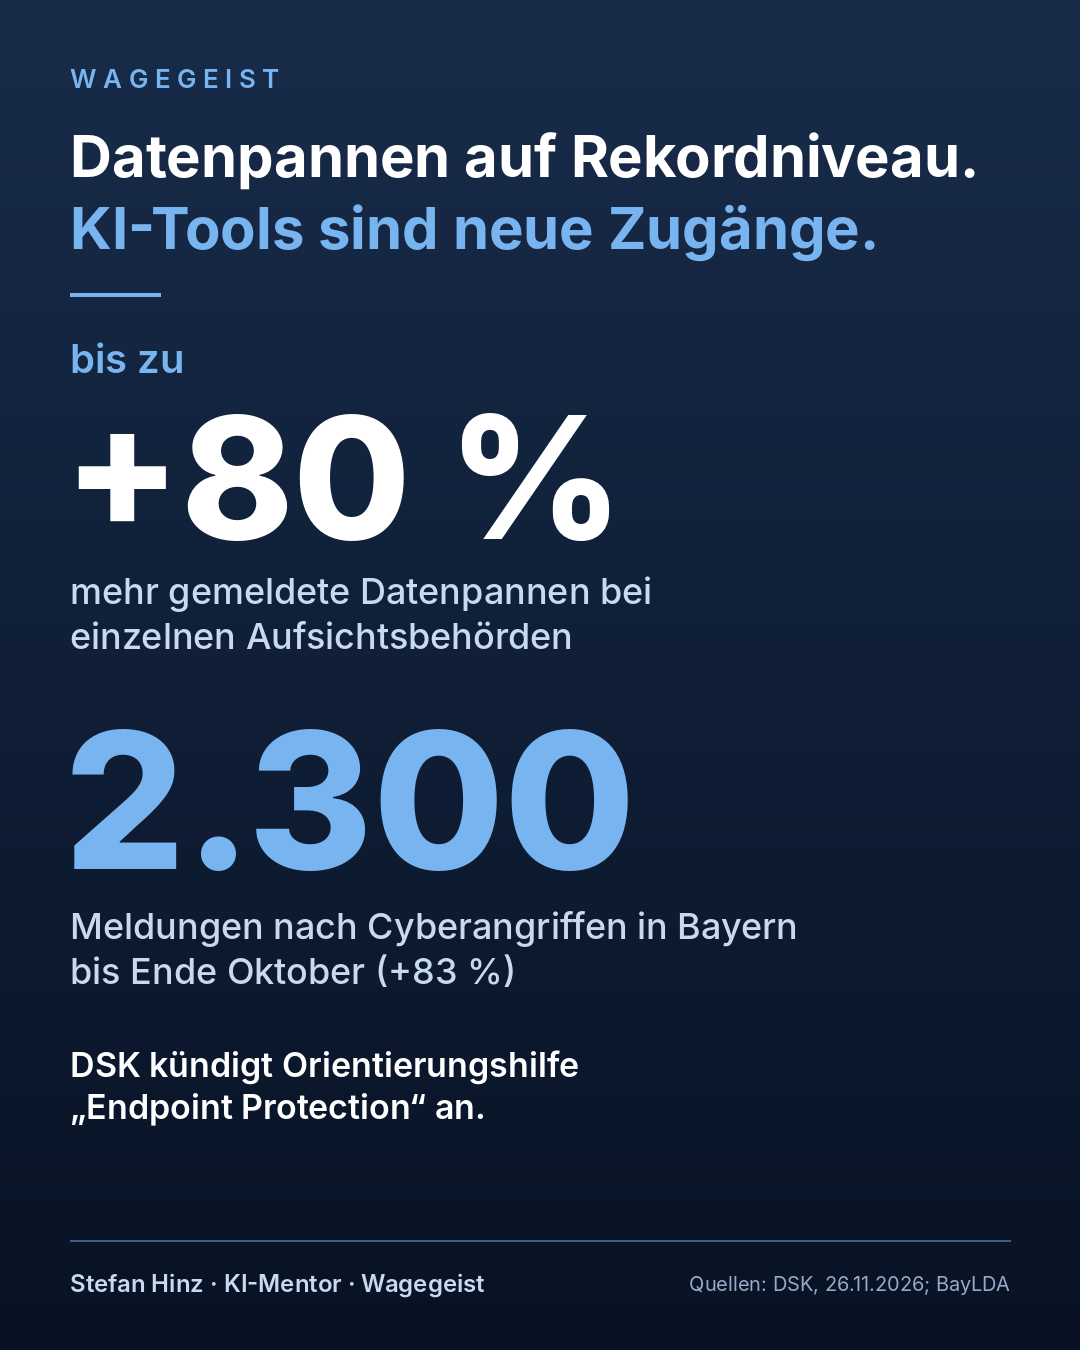 WAGEGEIST
Datenpannen auf Rekordniveau.
KI-Tools sind neue Zugänge.
bis zu
+80 %
mehr gemeldete Datenpannen bei
einzelnen Aufsichtsbehörden
2.300
Meldungen nach Cyberangriffen in Bayern
bis Ende Oktober (+83 %)
DSK kündigt Orientierungshilfe
„Endpoint Protection“ an.
Stefan Hinz · KI-Mentor · Wagegeist
Quellen: DSK, 26.11.2026; BayLDA